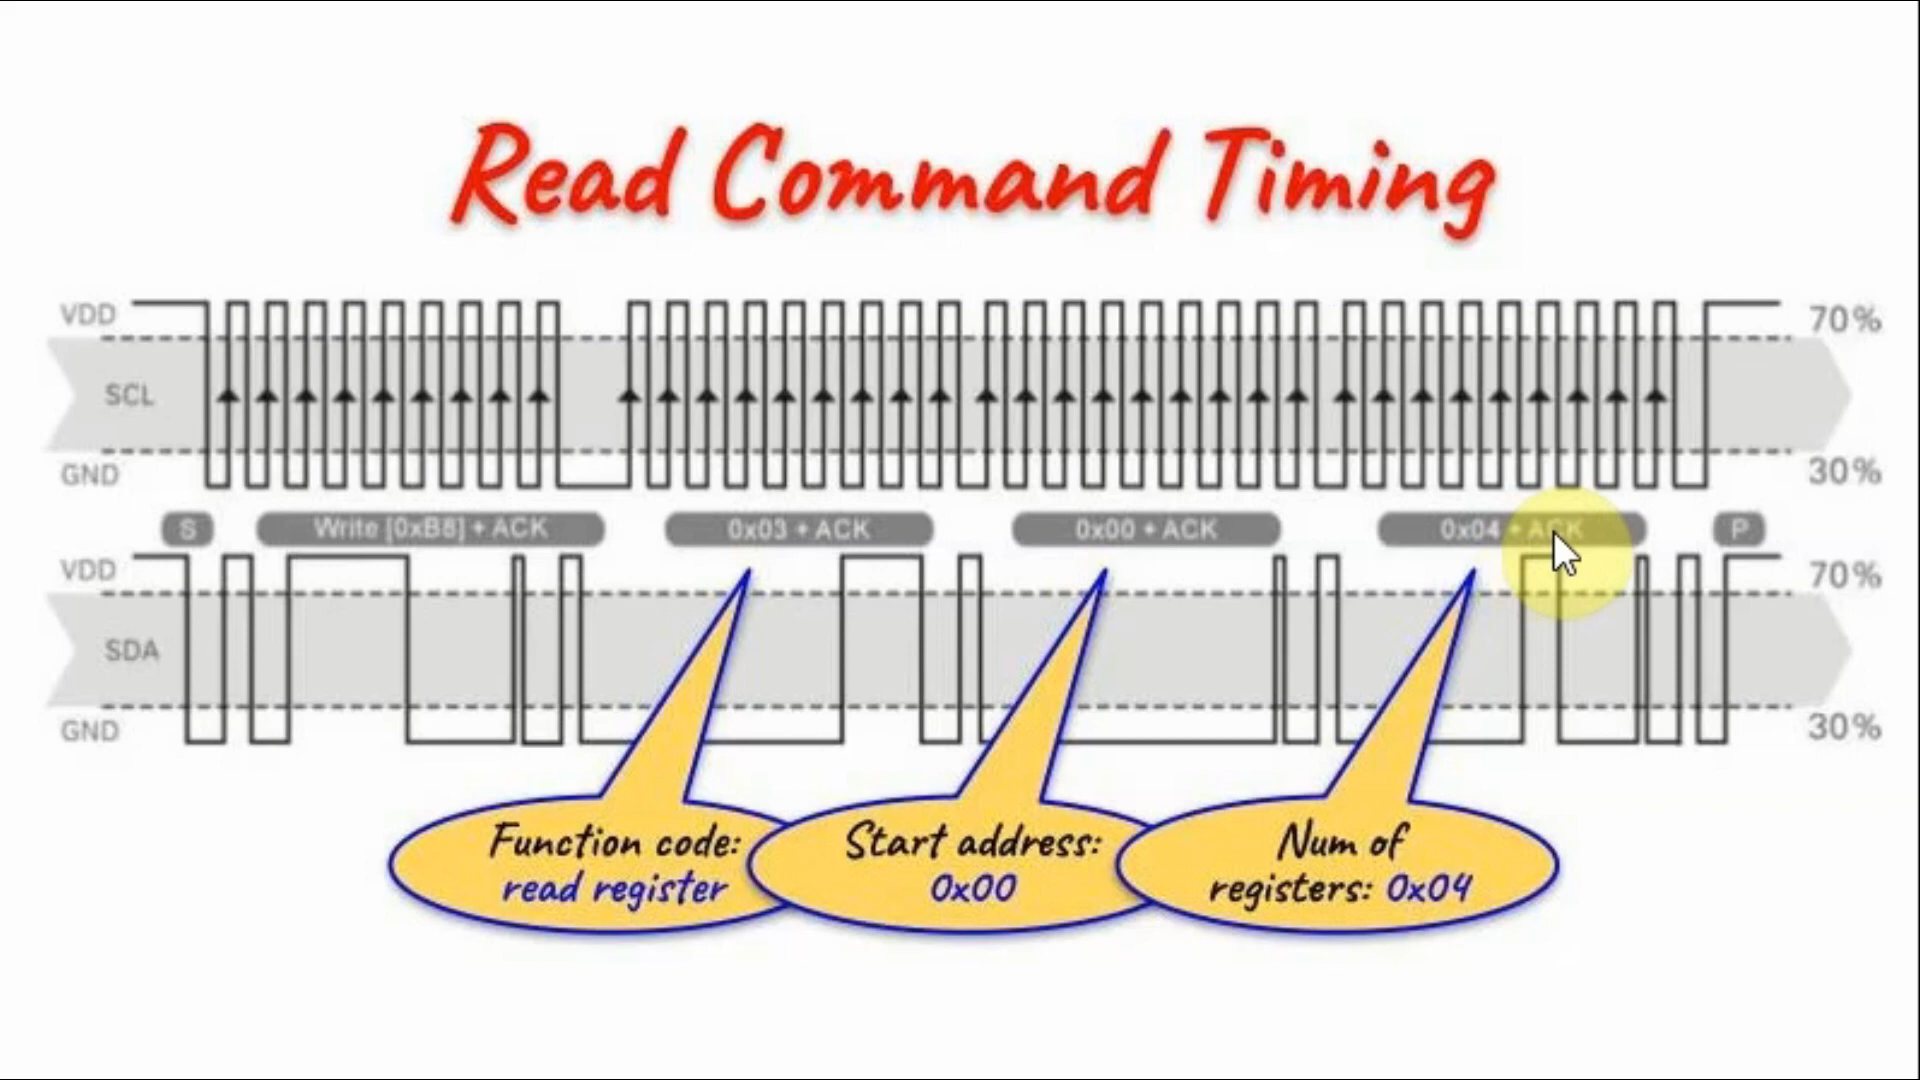 Read Command Timing
VDD
70%
SCL
GND
30%
S
Write [0xB8] + ACK
0x03 + ACK
0x00 + ACK
0x04 + ACK
P
VDD
70%
SDA
GND
30%
Function code:
read register
Start address:
0x00
Num of
registers: 0x04